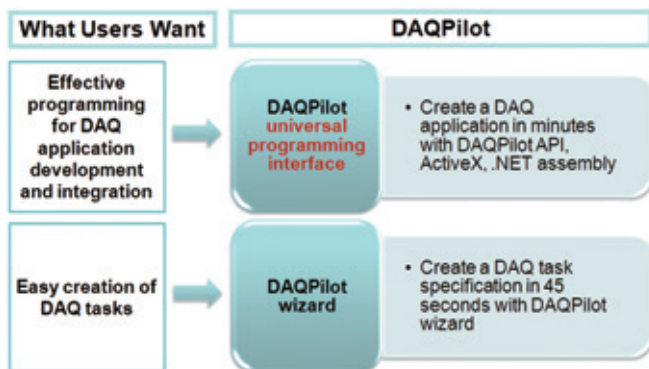 What Users Want
DAQPilot
Effective
programming
for DAQ
application
development
and integration
DAQPilot
universal
programming
interface
• Create a DAQ
application in minutes
with DAQPilot API,
ActiveX, .NET assembly
Easy creation of
DAQ tasks
DAQPilot
wizard
• Create a DAQ task
specification in 45
seconds with DAQPilot
wizard